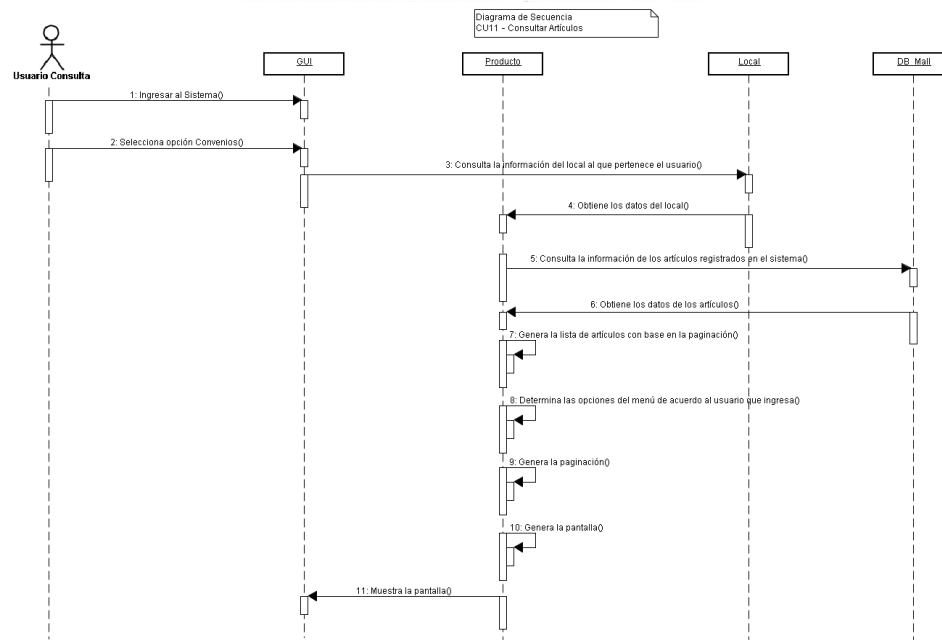 Diagrama de Secuencia
CU11 - Consultar Artículos
Usuario Consulta
GUI
Producto
Local
DB_Mall
1: Ingresar al Sistema()
2: Selecciona opción Convenios()
3: Consulta la información del local al que pertenece el usuario()
4: Obtiene los datos del local()
5: Consulta la información de los artículos registrados en el sistema()
6: Obtiene los datos de los artículos()
7: Genera la lista de artículos con base en la paginación()
8: Determina las opciones del menú de acuerdo al usuario que ingresa()
9: Genera la paginación()
10: Genera la pantalla()
11: Muestra la pantalla()